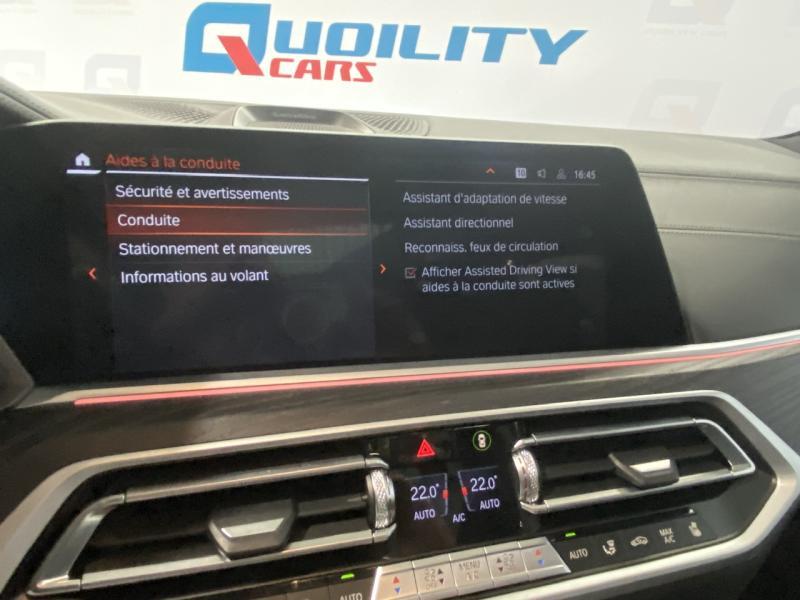 QUOILITY
CARS
Aides à la conduite
16:45
Sécurité et avertissements
Conduite
Stationnement et manœuvres
Informations au volant
Assistant d'adaptation de vitesse
Assistant directionnel
Reconnaiss. feux de circulation
Afficher Assisted Driving View si
aides à la conduite sont actives
22.0° 22.0°
AUTO A/C AUTO
AUTO MENU AUTO MAX
A/C